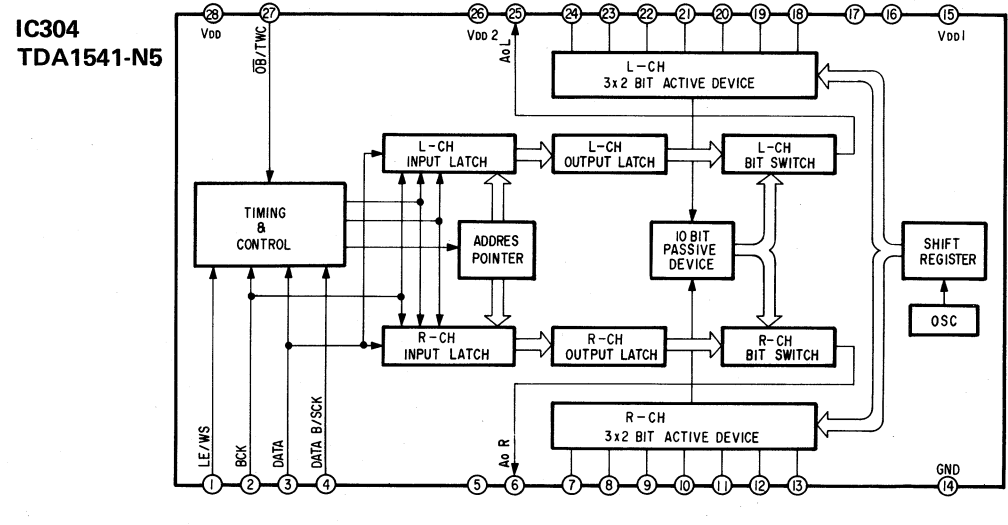 IC304
TDA1541-N5
28 27 26 25 24 23 22 21 20 19 18 17 16 15
VDD
OB/TWC
VDD 2
AOL
VDD1
L-CH
3x2 BIT ACTIVE DEVICE
L-CH
INPUT LATCH
L-CH
OUTPUT LATCH
L-CH
BIT SWITCH
TIMING
&
CONTROL
ADDRES
POINTER
10 BIT
PASSIVE
DEVICE
SHIFT
REGISTER
OSC
R-CH
INPUT LATCH
R-CH
OUTPUT LATCH
R-CH
BIT SWITCH
R-CH
3x2 BIT ACTIVE DEVICE
LE/WS
BCK
DATA
DATA B/SCK
AOR
GND
1 2 3 4 5 6 7 8 9 10 11 12 13 14